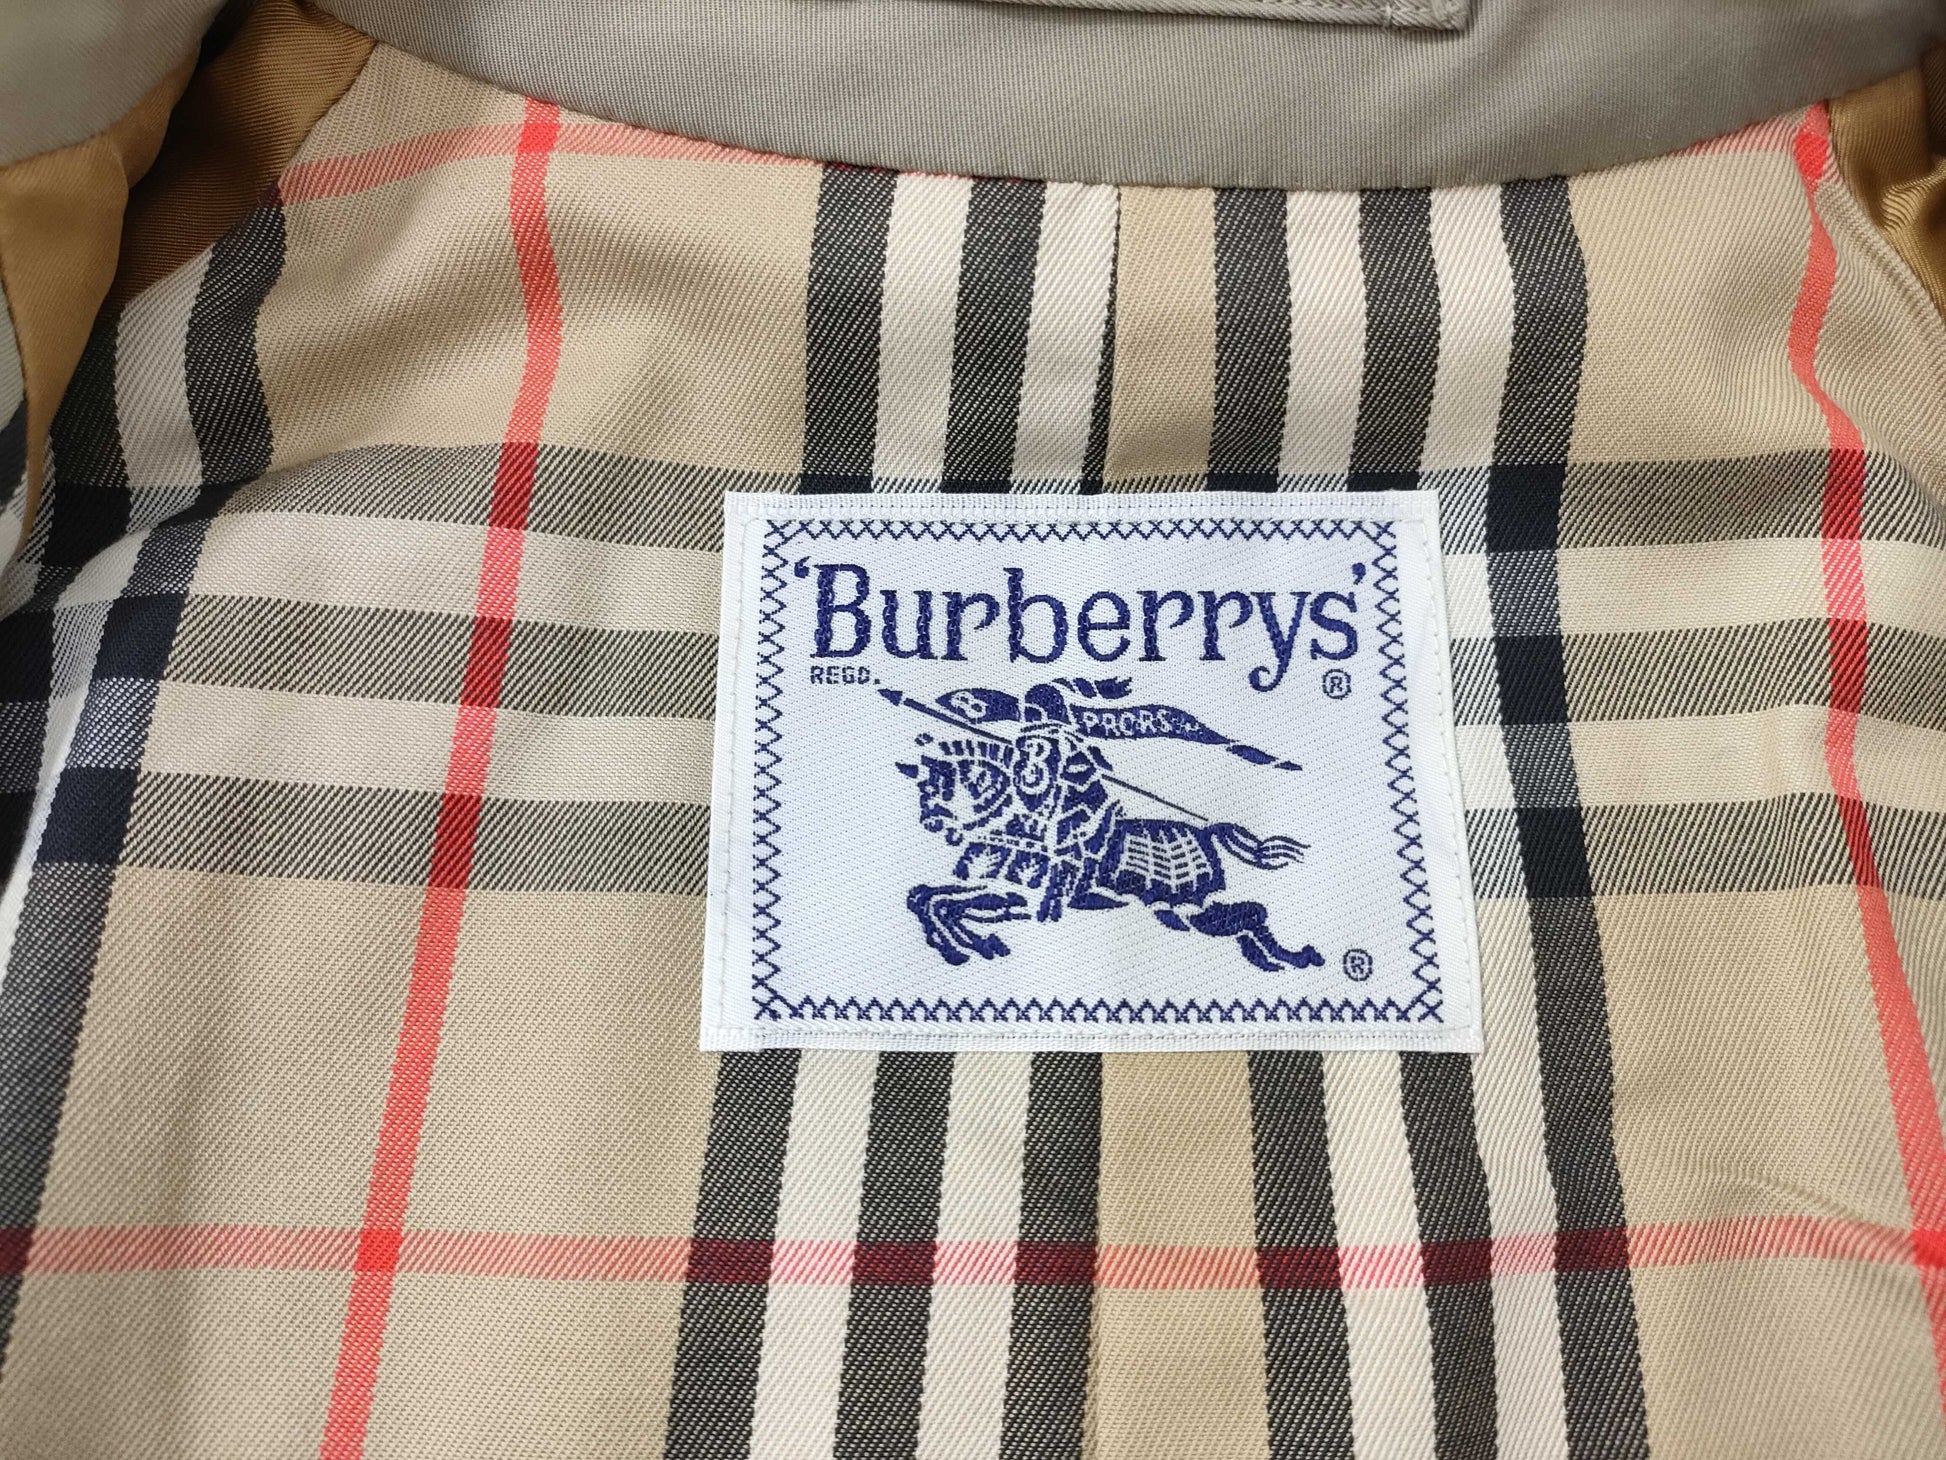 'Burberrys'
REGD. ®
B PRORSUM
B
®